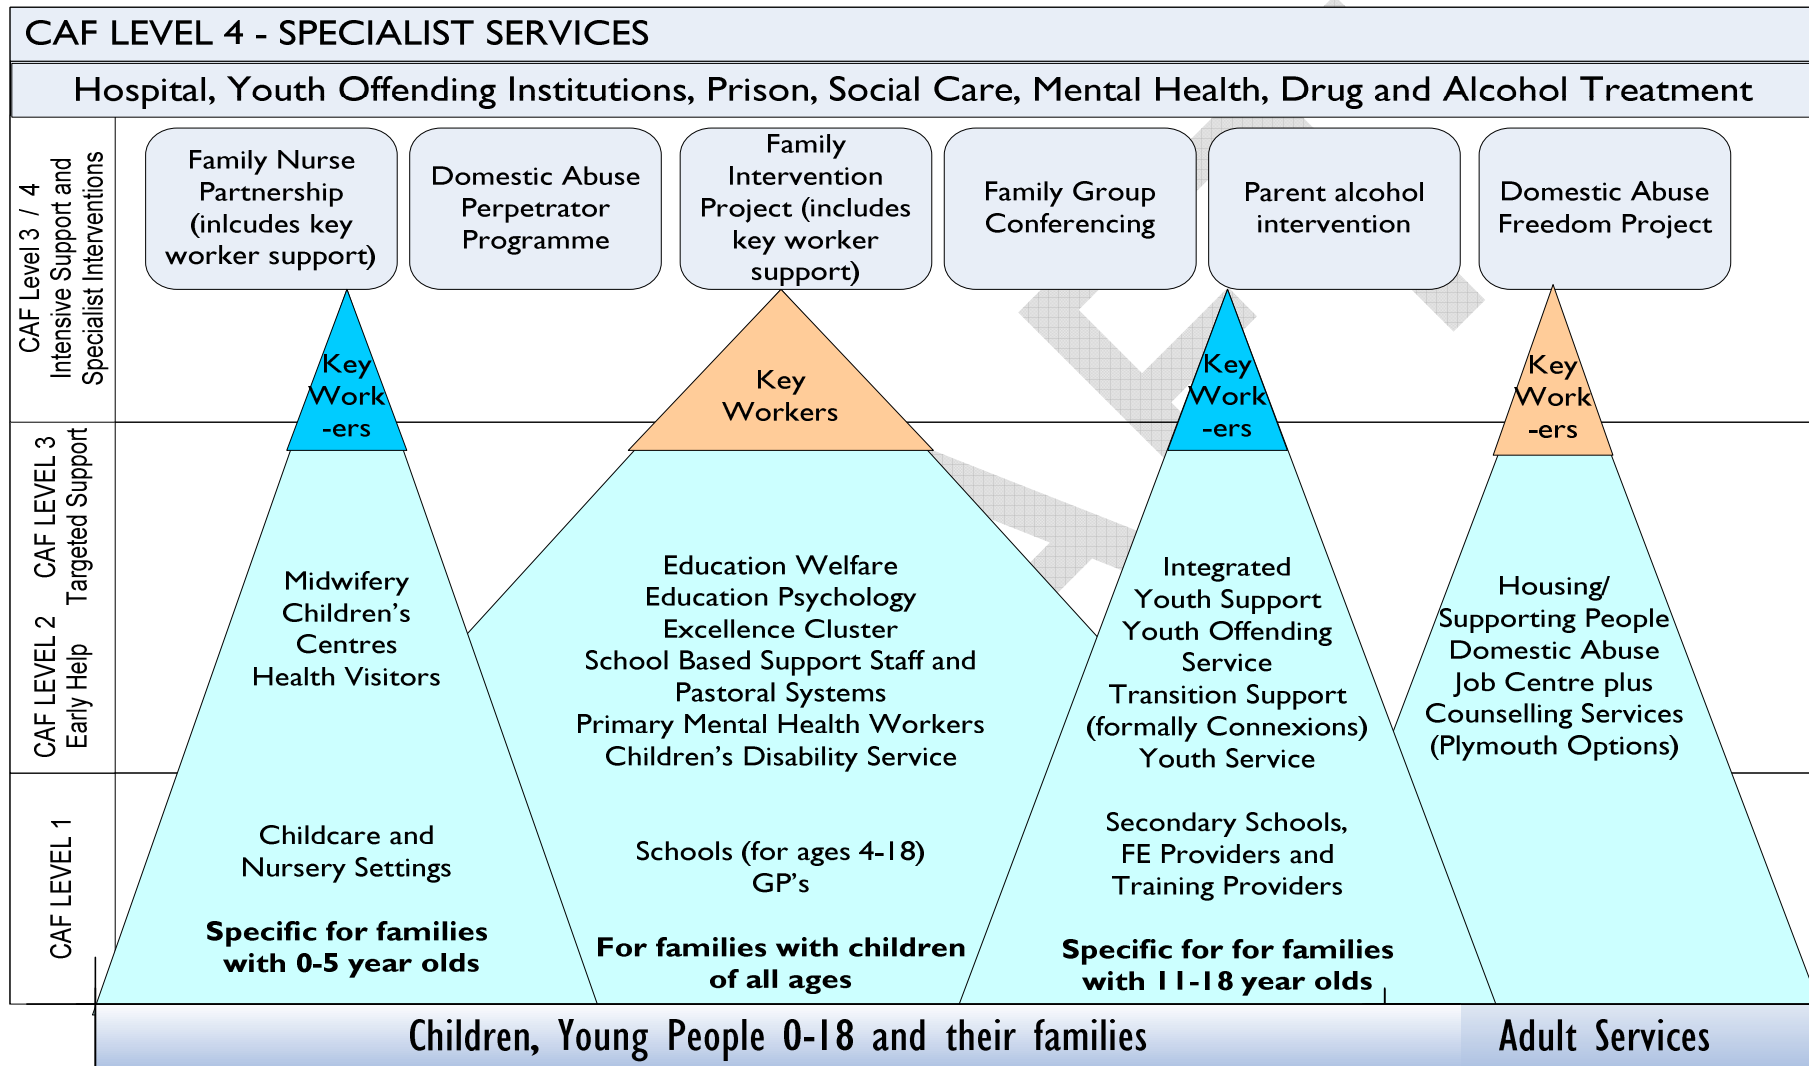 CAF LEVEL 4 - SPECIALIST SERVICES
Hospital, Youth Offending Institutions, Prison, Social Care, Mental Health, Drug and Alcohol Treatment
CAF Level 3 / 4
Intensive Support and
Specialist Interventions
Family Nurse
Partnership
(inlcudes key
worker support)
Domestic Abuse
Perpetrator
Programme
Family
Intervention
Project (includes
key worker
support)
Family Group
Conferencing
Parent alcohol
intervention
Domestic Abuse
Freedom Project
Key
Work
-ers
Key
Workers
Key
Work
-ers
Key
Work
-ers
CAF LEVEL 3
Targeted Support
CAF LEVEL 2
Early Help
Midwifery
Children's
Centres
Health Visitors
Education Welfare
Education Psychology
Excellence Cluster
School Based Support Staff and
Pastoral Systems
Primary Mental Health Workers
Children's Disability Service
Integrated
Youth Support
Youth Offending
Service
Transition Support
(formally Connexions)
Youth Service
Housing/
Supporting People
Domestic Abuse
Job Centre plus
Counselling Services
(Plymouth Options)
CAF LEVEL 1
Childcare and
Nursery Settings
Specific for families
with 0-5 year olds
Schools (for ages 4-18)
GP's
For families with children
of all ages
Secondary Schools,
FE Providers and
Training Providers
Specific for for families
with 11-18 year olds
Children, Young People 0-18 and their families
Adult Services